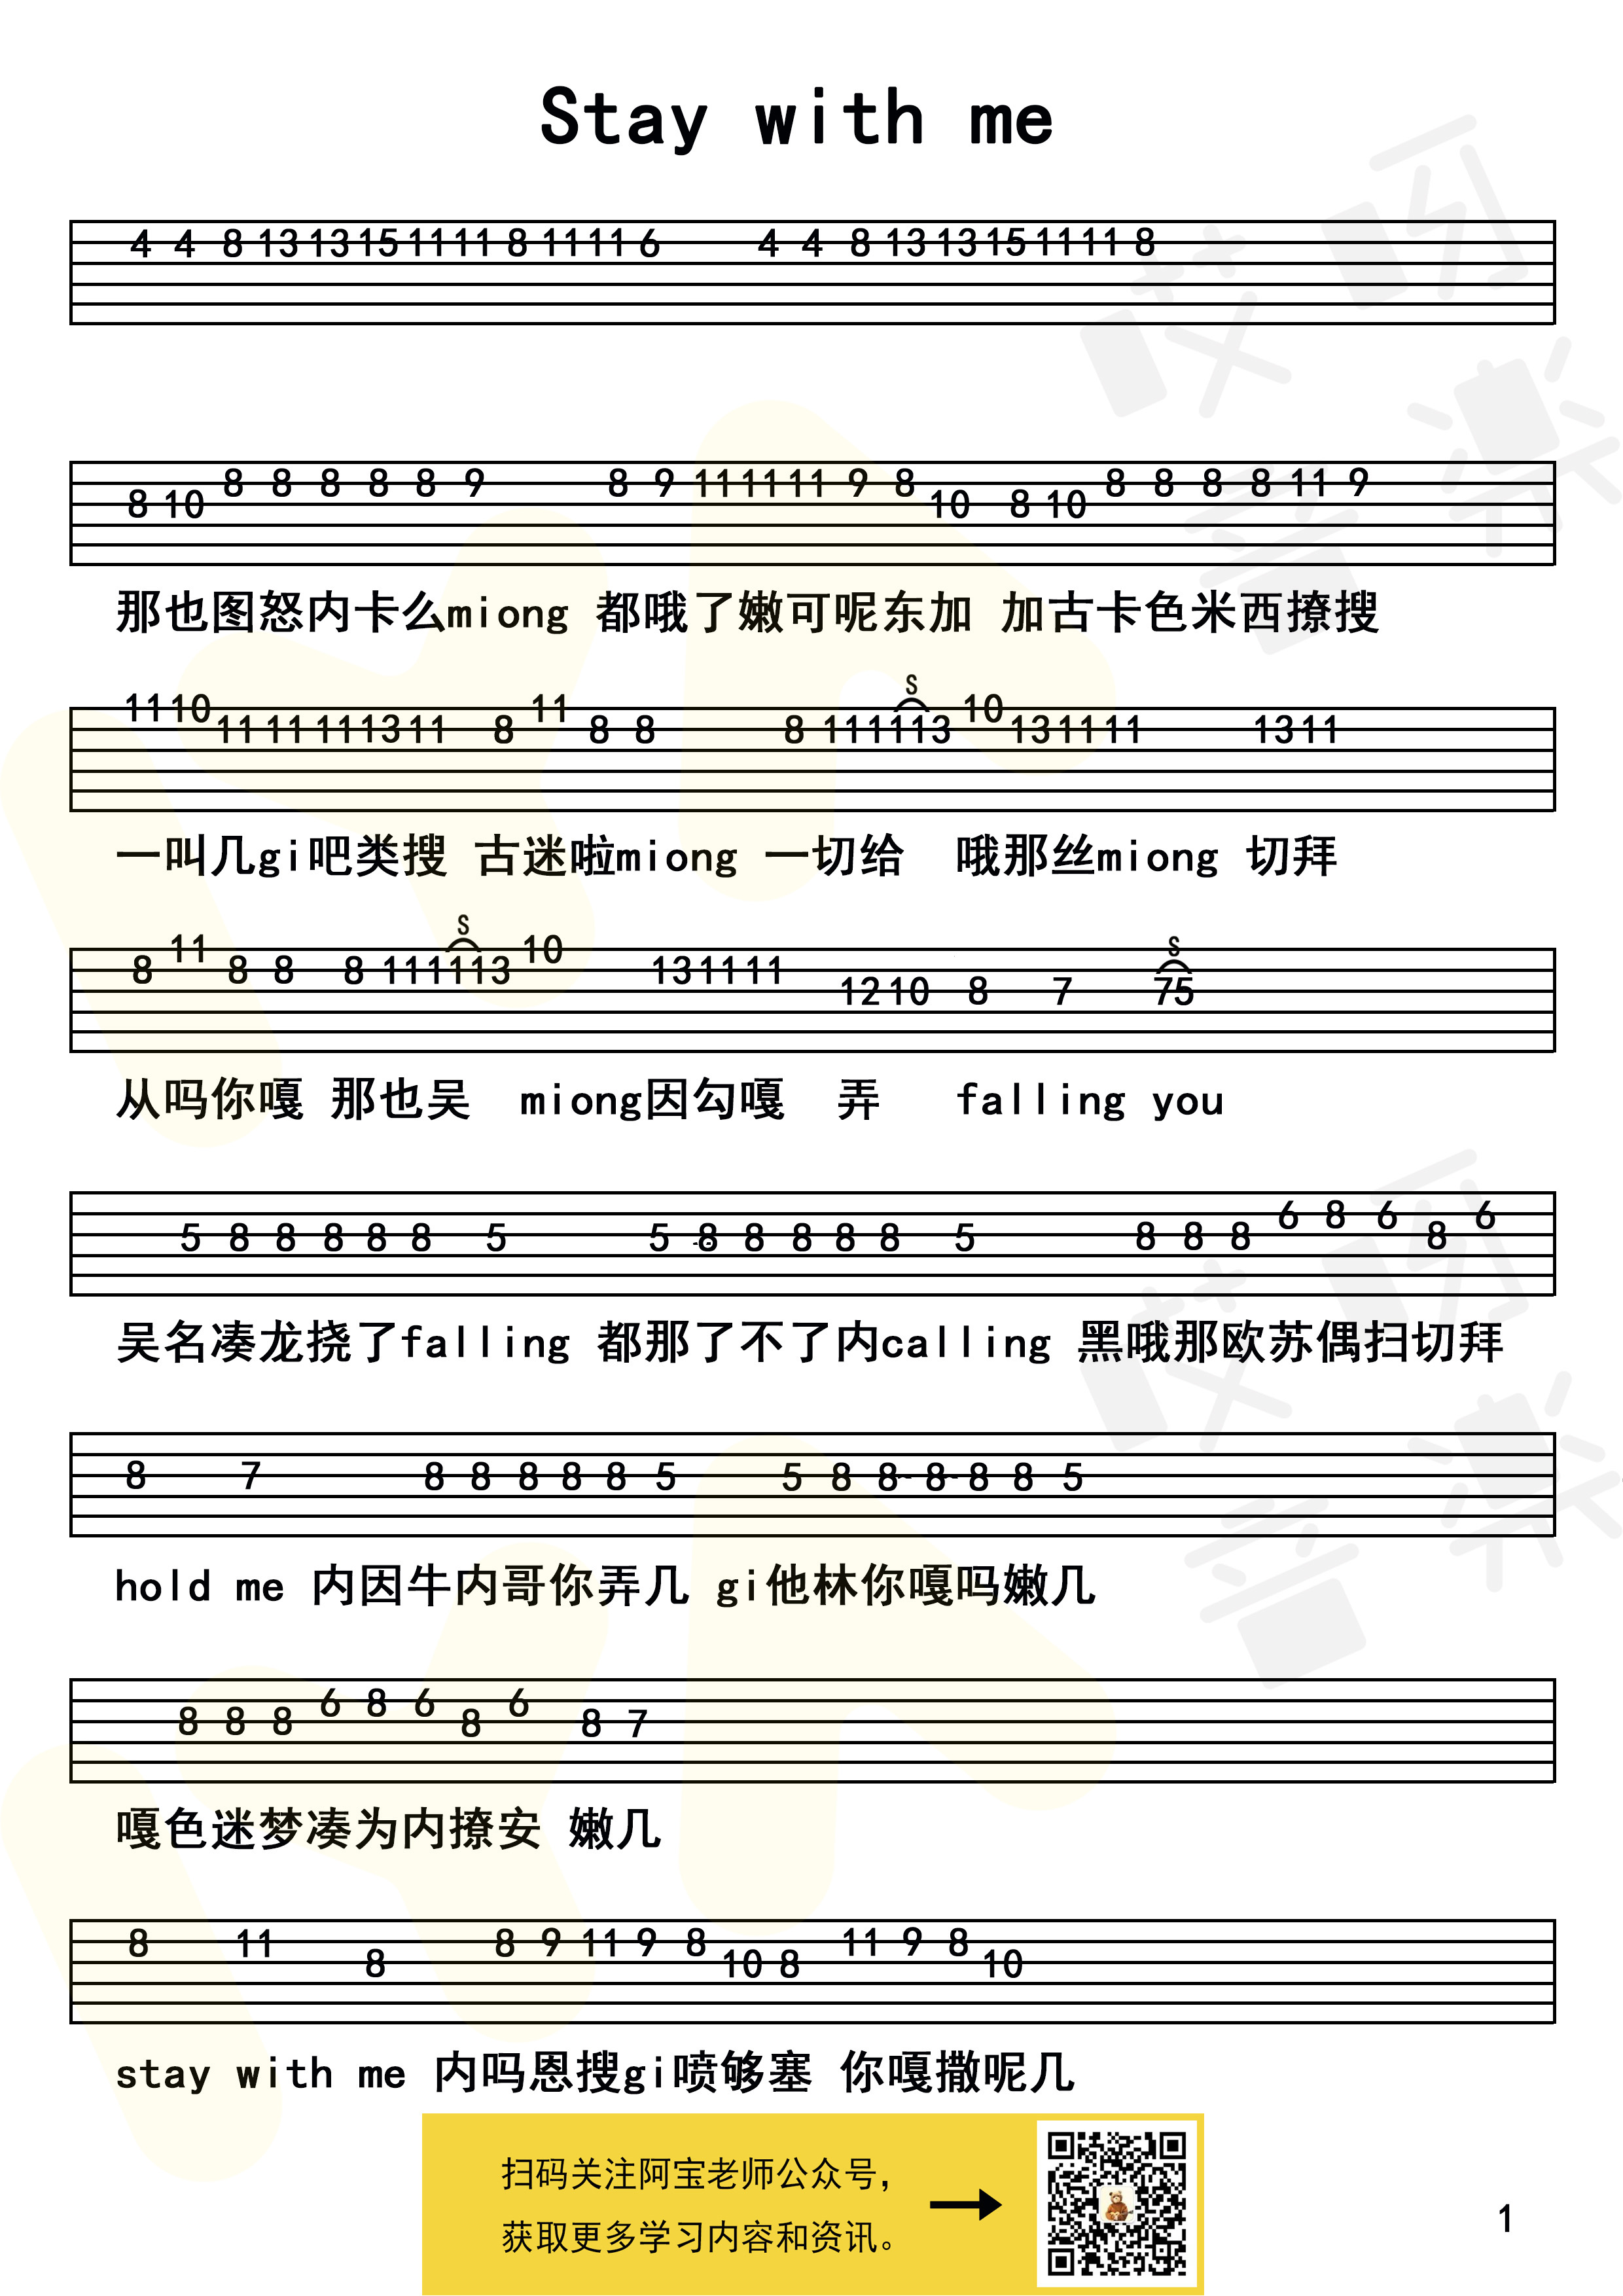 Stay with me
4 4 8 13 13 15 11 11 8 11 11 6 4 4 8 13 13 15 11 11 8
8 10 8 8 8 8 8 9 8 9 11 11 11 9 8 10 8 10 8 8 8 8 11 9
那也图怒内卡么miong 都哦了嫩可呢东加 加古卡色米西撩搜
S
11 10 11 11 11 13 11 8 11 8 8 8 11 11 11 13 10 13 11 11 13 11
一叫几gi吧类搜 古迷啦miong 一切给 哦那丝miong 切拜
S S
8 11 8 8 8 11 11 11 13 10 13 11 11 12 10 8 7 7 5
从吗你嘎 那也吴 miong因勾嘎 弄 falling you
5 8 8 8 8 8 5 5 8 8 8 8 8 5 8 8 8 6 8 6 8 6
吴名凑龙挠了falling 都那了不了内calling 黑哦那欧苏偶扫切拜
8 7 8 8 8 8 8 5 5 8 8 8 8 8 5
hold me 内因牛内哥你弄几 gi他林你嘎吗嫩几
8 8 8 6 8 6 8 6 8 7
嘎色迷梦凑为内撩安 嫩几
8 11 8 8 9 11 9 8 10 8 11 9 8 10
stay with me 内吗恩搜gi喷够塞 你嘎撒呢几
扫码关注阿宝老师公众号，
获取更多学习内容和资讯。
1